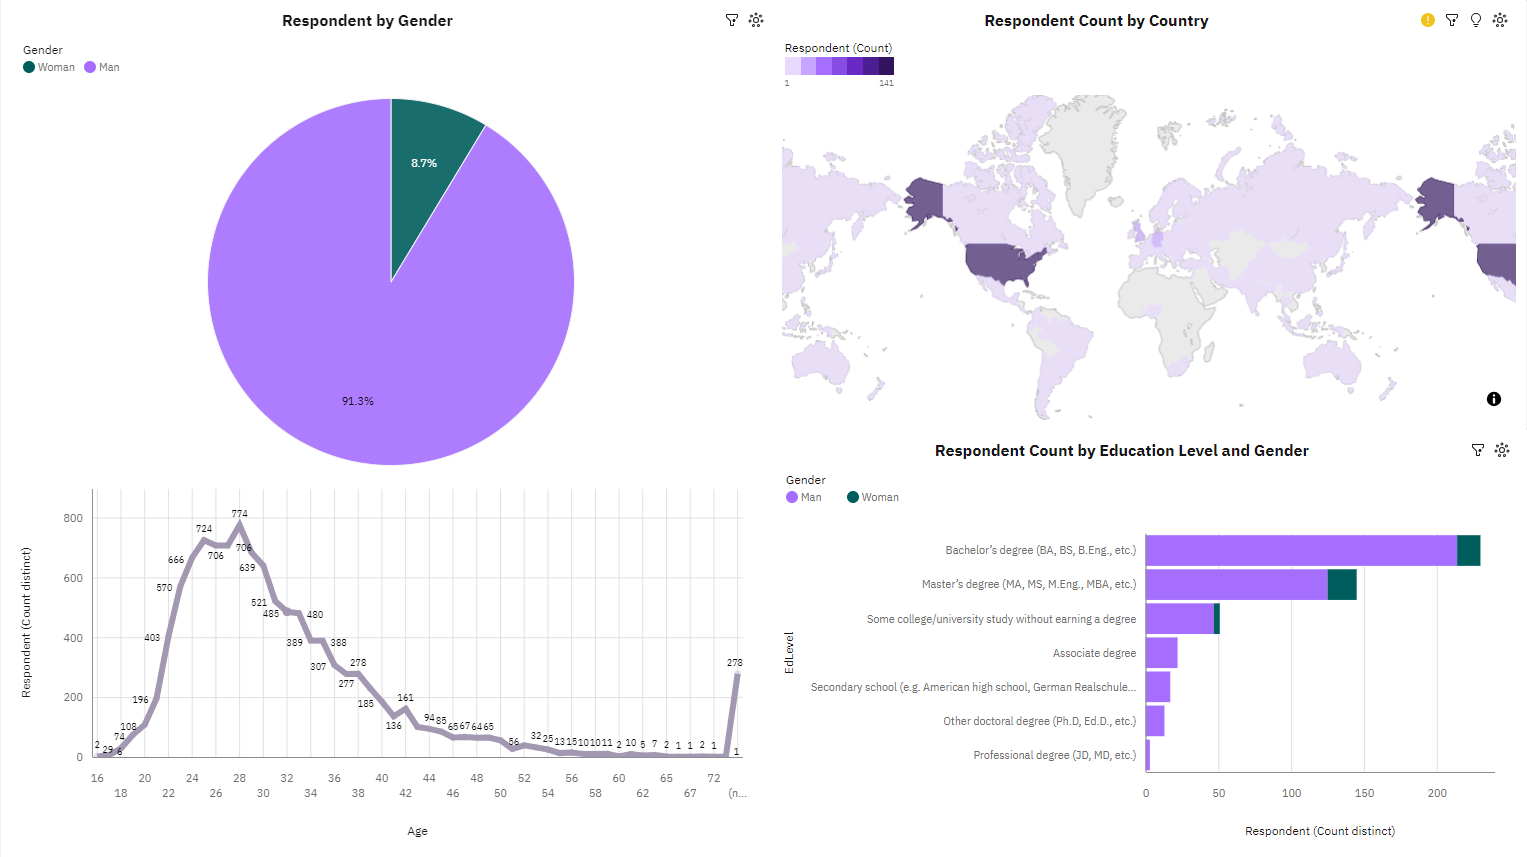 Respondent by Gender
Gender
Woman Man
8.7%
91.3%
Respondent Count by Country
Respondent (Count)
1 141
Respondent (Count distinct)
800
600
400
200
0
2 29 6 74 108 196 403 570 666 724 706 774 706 639 521 485 480 389 388 307 277 278 185 136 161 94 85 65 67 64 65 56 32 25 13 15 10 10 11 2 10 5 7 2 1 1 2 1 278 1
16 20 24 28 32 36 40 44 48 52 56 60 65 72
18 22 26 30 34 38 42 46 50 54 58 62 67 (n...
Age
Respondent Count by Education Level and Gender
Gender
Man Woman
EdLevel
Bachelor's degree (BA, BS, B.Eng., etc.)
Master's degree (MA, MS, M.Eng., MBA, etc.)
Some college/university study without earning a degree
Associate degree
Secondary school (e.g. American high school, German Realschule...
Other doctoral degree (Ph.D, Ed.D., etc.)
Professional degree (JD, MD, etc.)
0 50 100 150 200
Respondent (Count distinct)